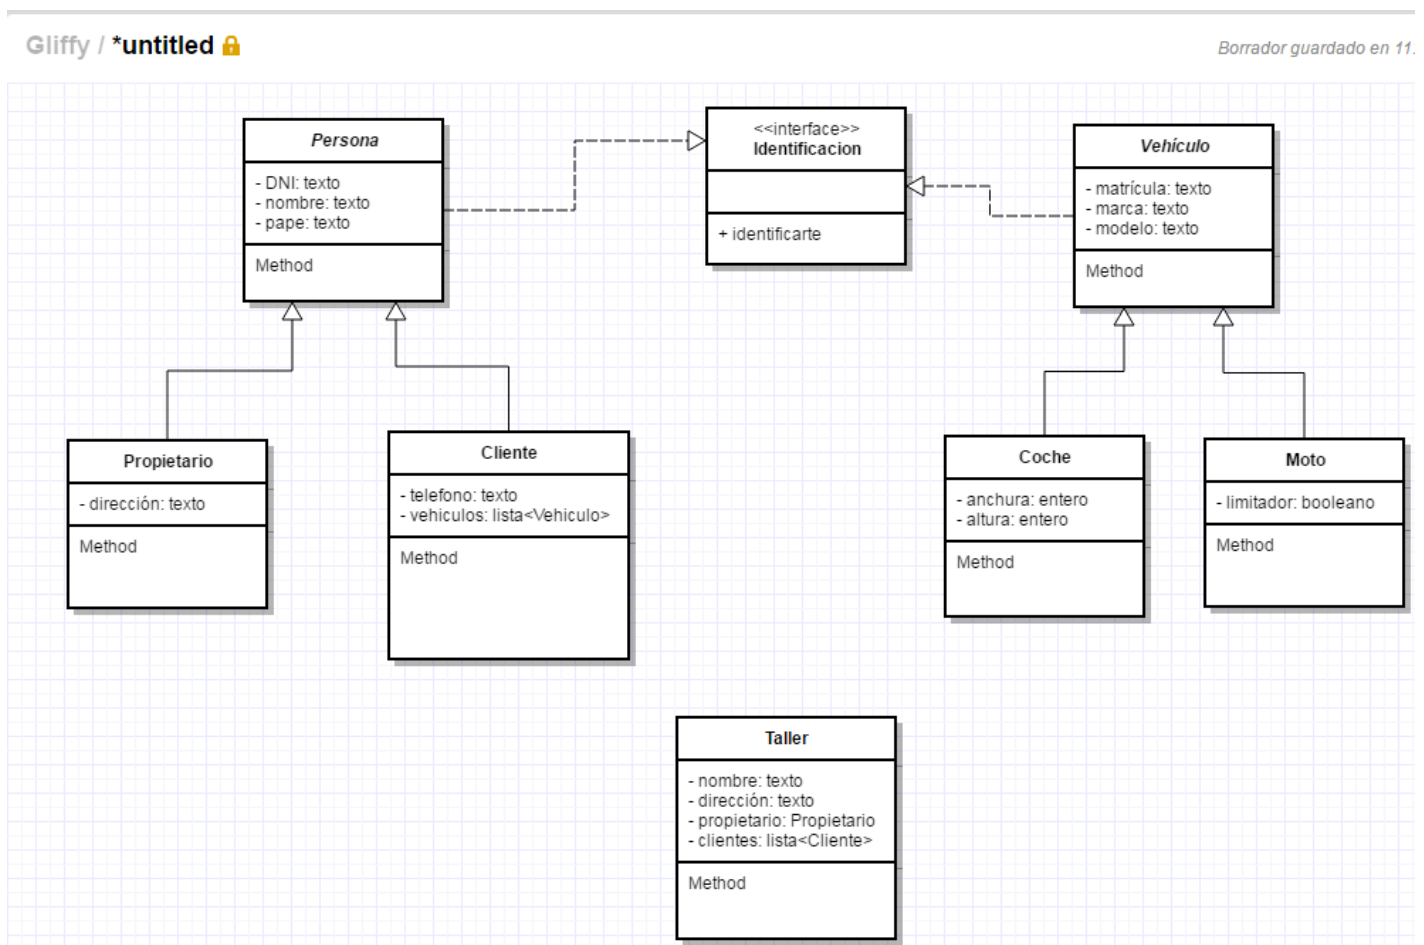 Gliffy / *untitled
Borrador guardado en 11:
Persona
- DNI: texto
- nombre: texto
- pape: texto
Method
<<interface>>
Identificacion
+ identificarte
Vehículo
- matrícula: texto
- marca: texto
- modelo: texto
Method
Propietario
- dirección: texto
Method
Cliente
- telefono: texto
- vehiculos: lista<Vehiculo>
Method
Coche
- anchura: entero
- altura: entero
Method
Moto
- limitador: booleano
Method
Taller
- nombre: texto
- dirección: texto
- propietario: Propietario
- clientes: lista<Cliente>
Method